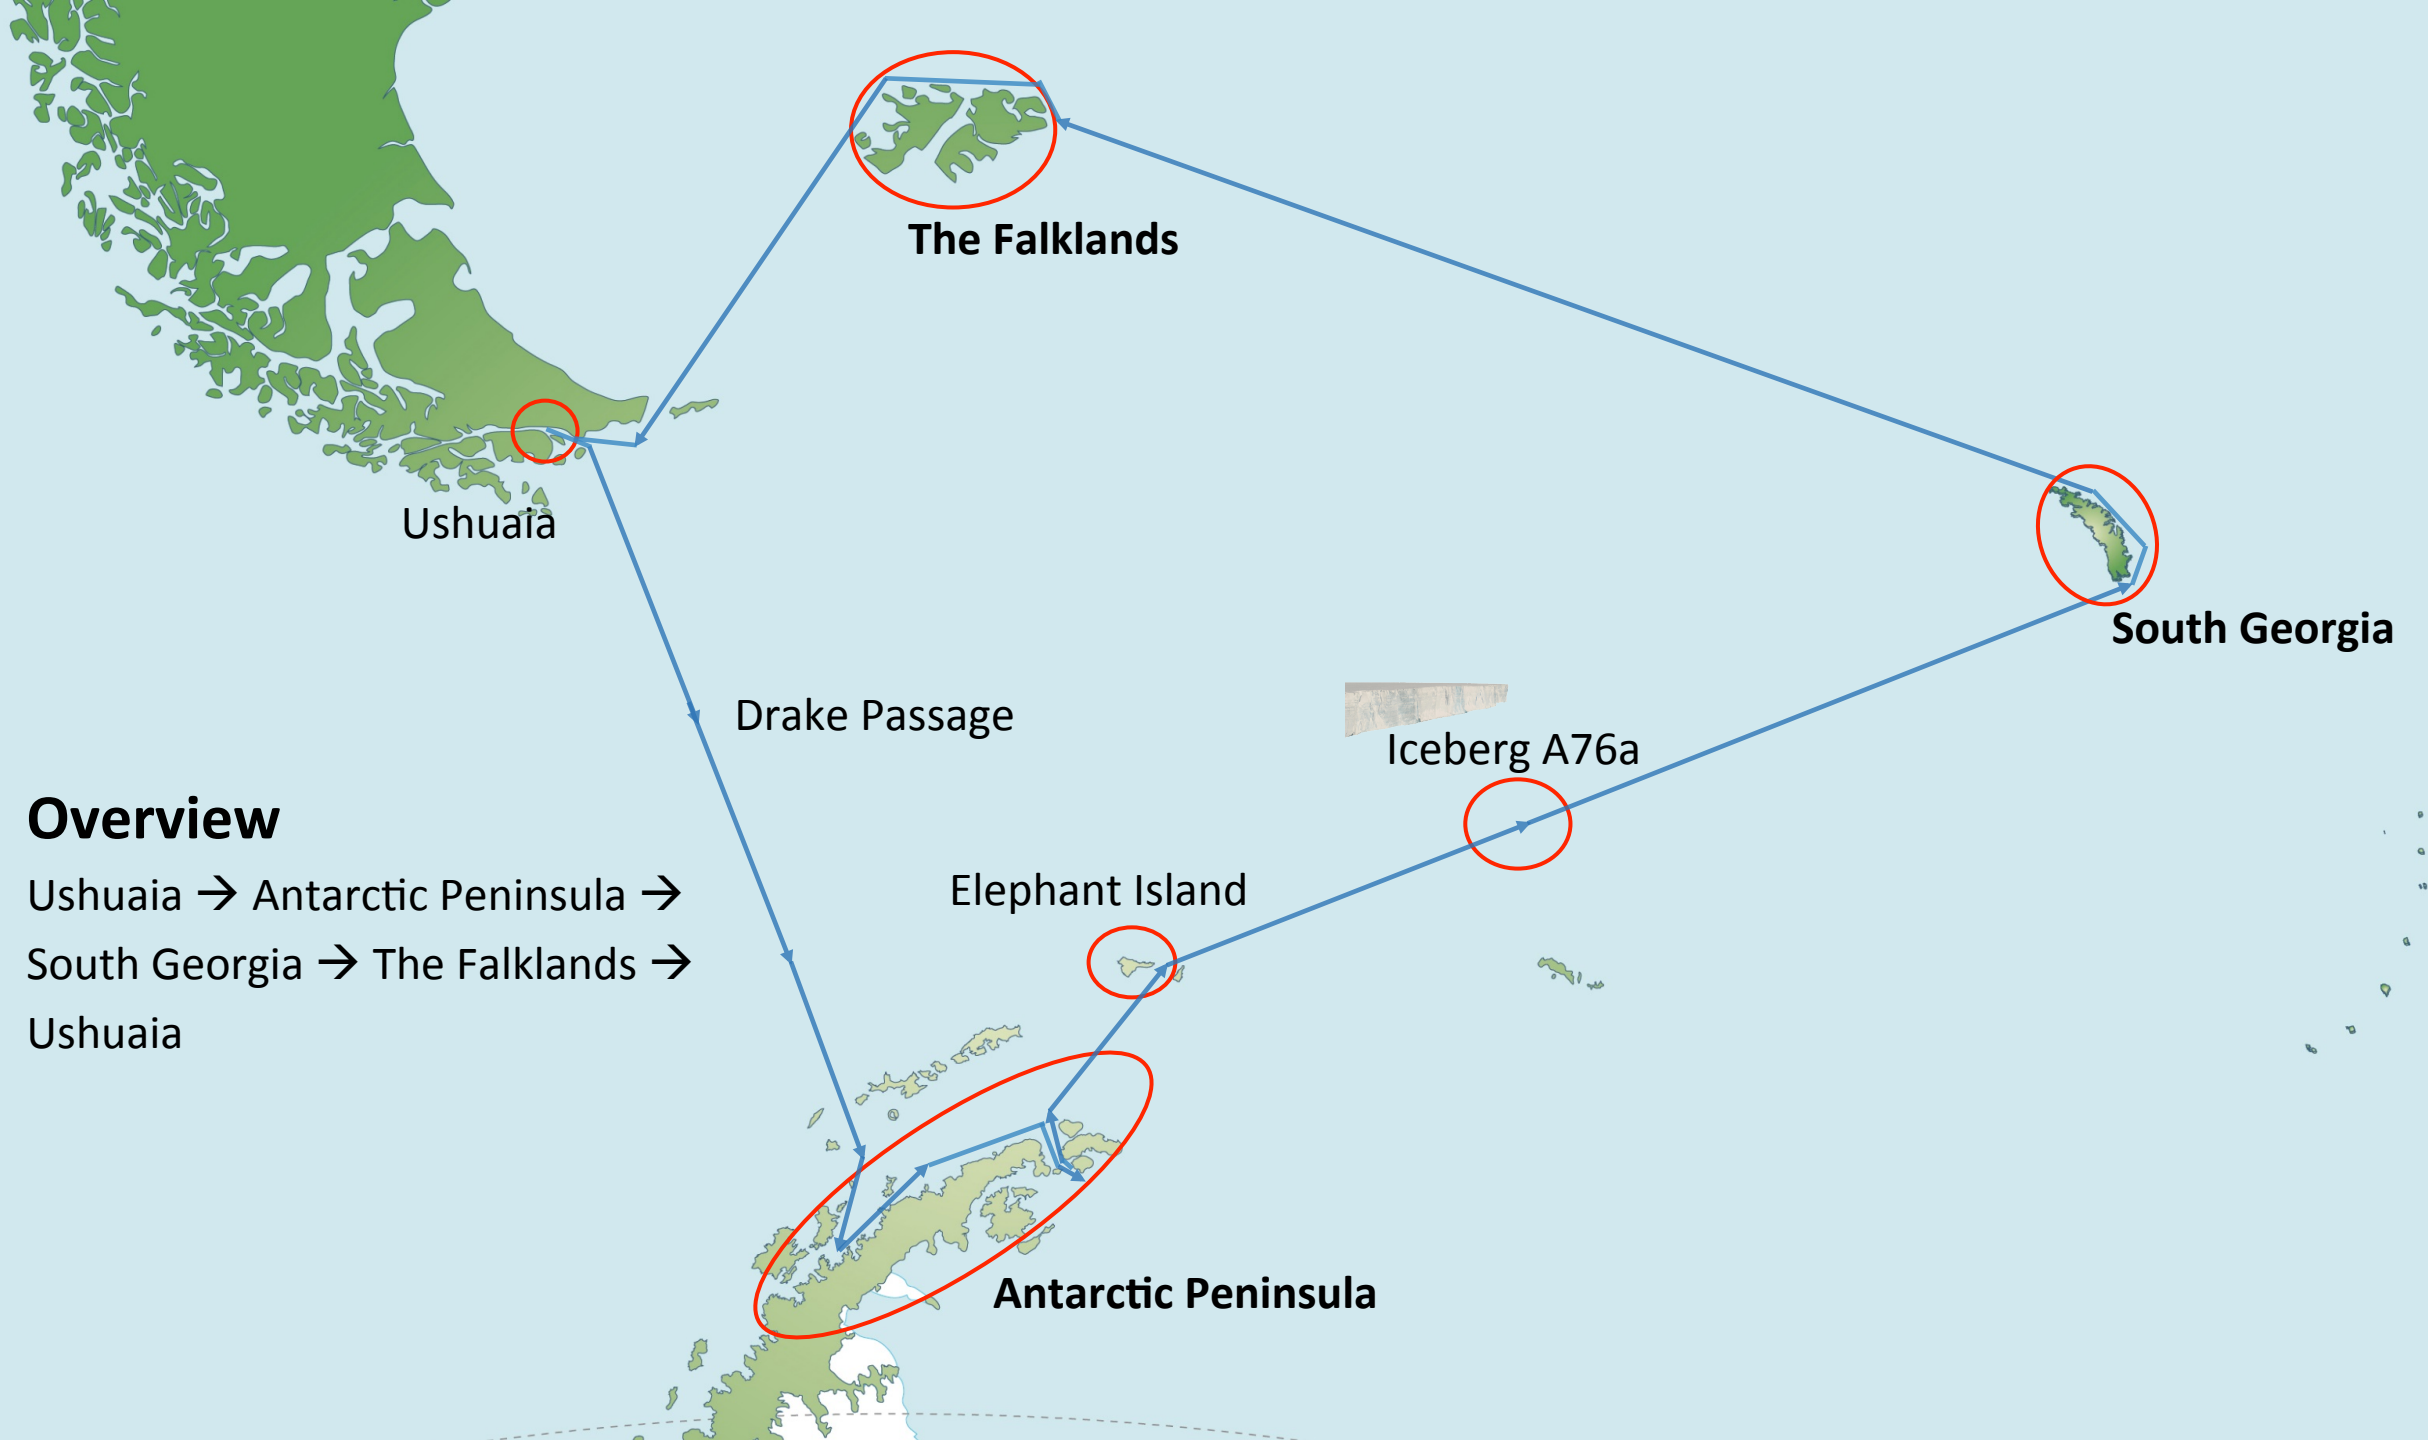 The Falklands
Ushuaia
South Georgia
Drake Passage
Iceberg A76a
Overview
Ushuaia → Antarctic Peninsula →
South Georgia → The Falklands →
Ushuaia
Elephant Island
Antarctic Peninsula